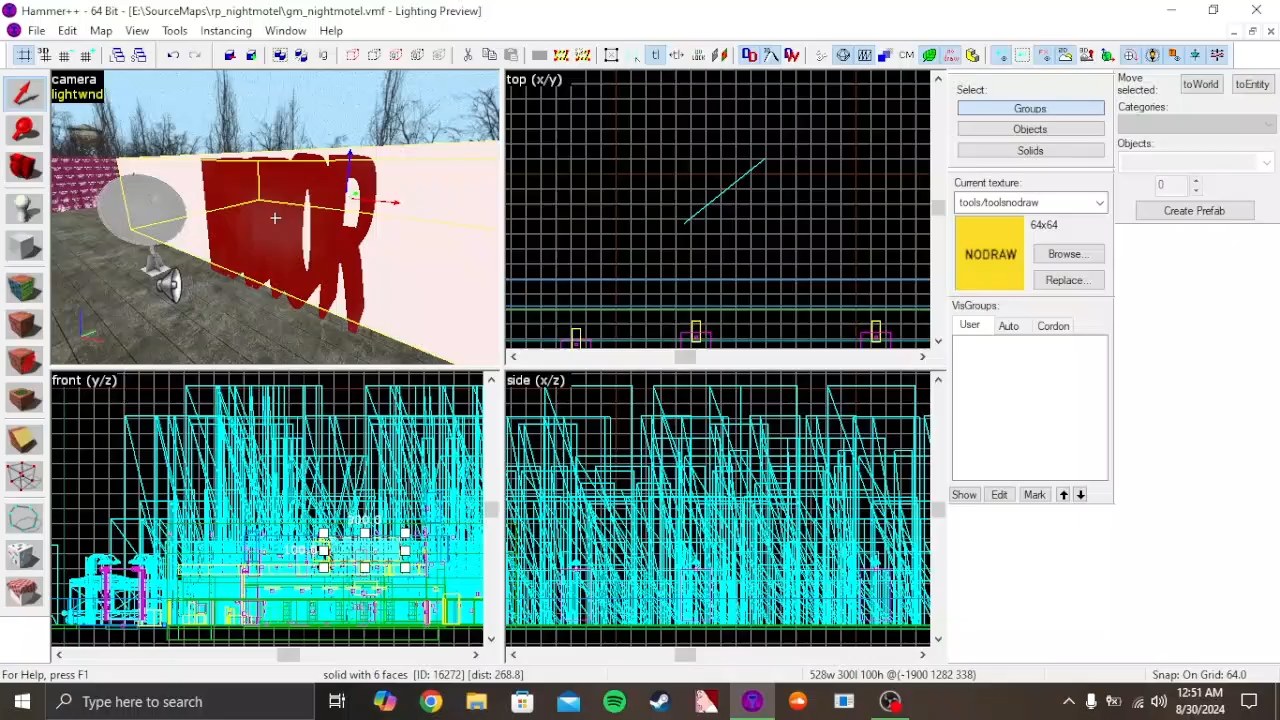 Hammer++ - 64 Bit - [E:\SourceMaps\rp_nightmotel\gm_nightmotel.vmf - Lighting Preview]
File Edit Map View Tools Instancing Window Help
camera
lightwnd
top (x/y)
front (y/z)
side (x/z)
Select:
Groups
Objects
Solids
Current texture:
tools/toolsnodraw
NODRAW
64x64
Browse...
Replace...
VisGroups:
User Auto Cordon
Show Edit Mark
Move selected:
toWorld toEntity
Categories:
Objects:
0
Create Prefab
For Help, press F1
solid with 6 faces [ID: 16272] [dist: 268.8]
528w 300l 100h @(-1900 1282 338)
Snap: On Grid: 64.0
Type here to search
12:51 AM
8/30/2024